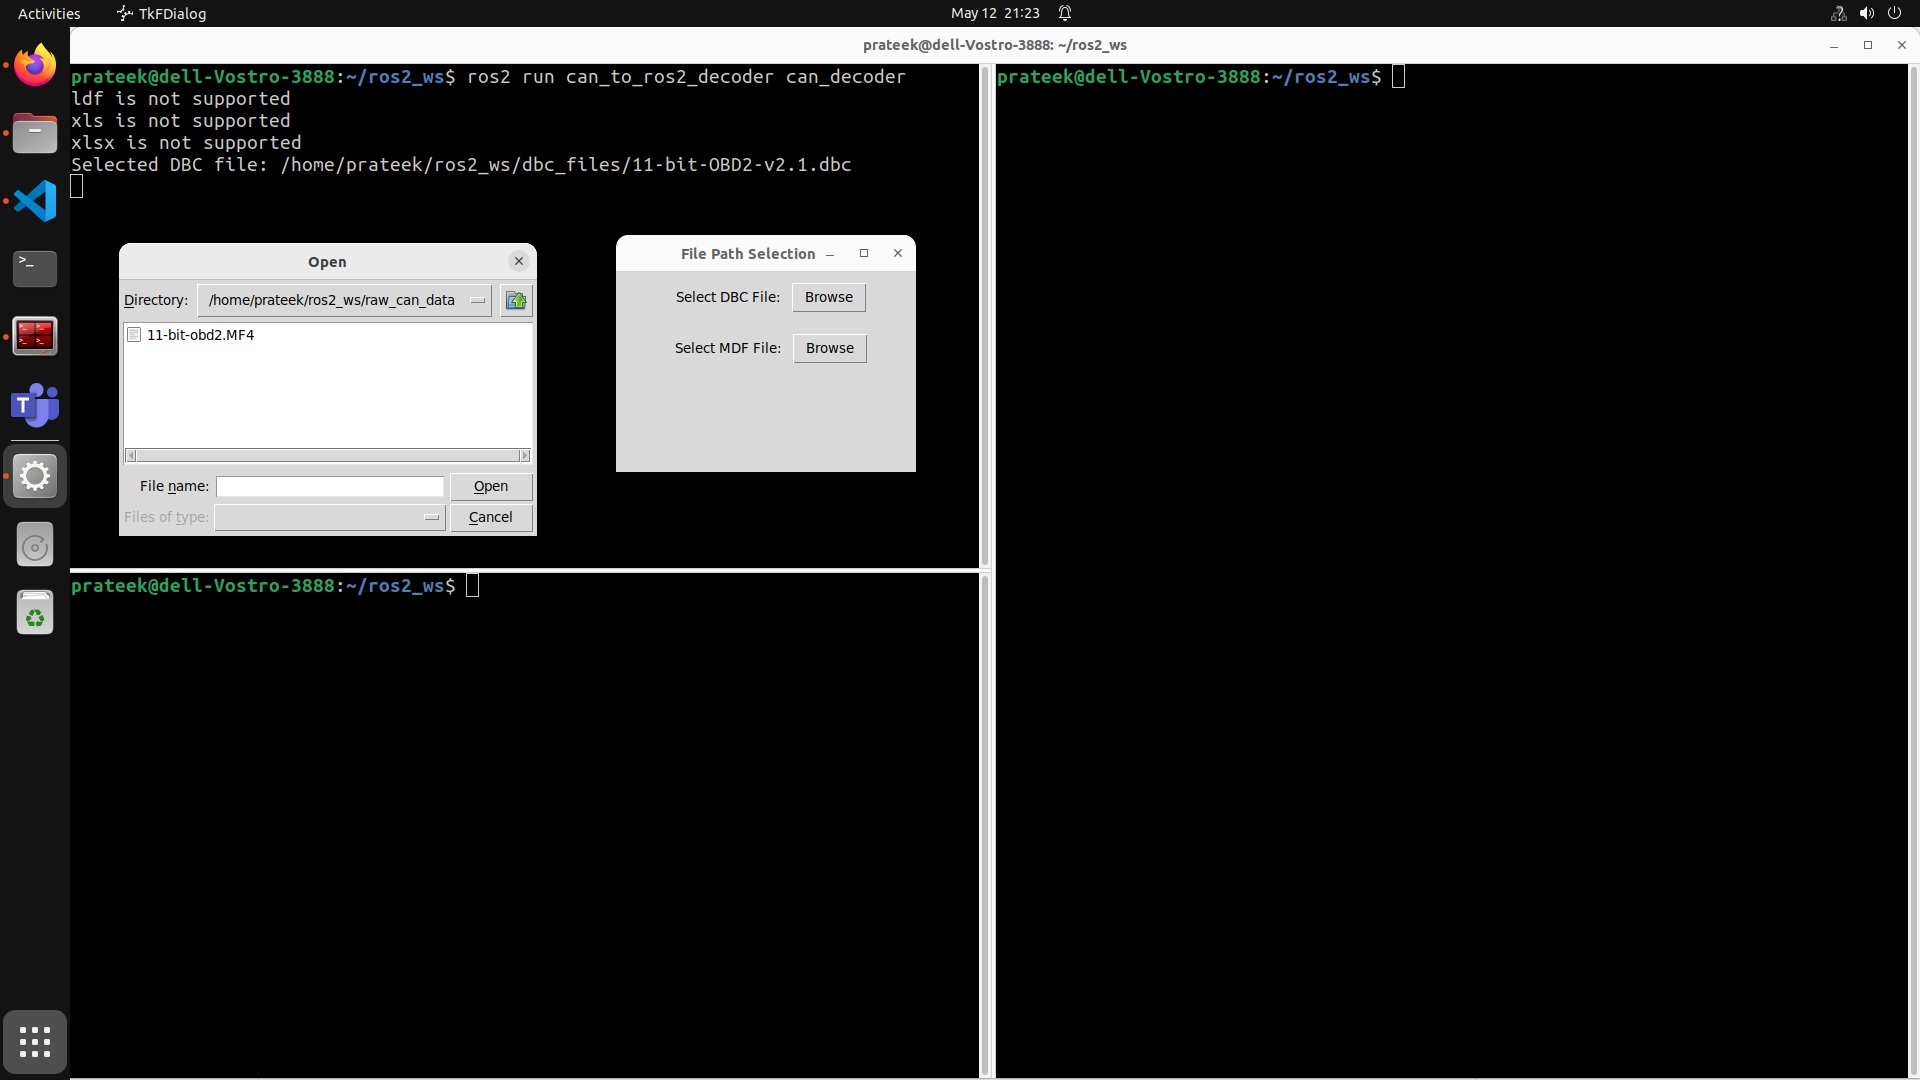 Activities
TkFDialog
May 12 21:23
prateek@dell-Vostro-3888: ~/ros2_ws
prateek@dell-Vostro-3888:~/ros2_ws$ ros2 run can_to_ros2_decoder can_decoder
ldf is not supported
xls is not supported
xlsx is not supported
Selected DBC file: /home/prateek/ros2_ws/dbc_files/11-bit-OBD2-v2.1.dbc
Open
Directory: /home/prateek/ros2_ws/raw_can_data
11-bit-obd2.MF4
File name: Open
Files of type: Cancel
File Path Selection
Select DBC File: Browse
Select MDF File: Browse
prateek@dell-Vostro-3888:~/ros2_ws$
prateek@dell-Vostro-3888:~/ros2_ws$